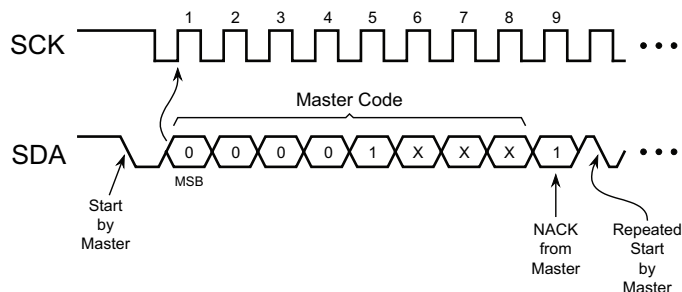 1 2 3 4 5 6 7 8 9
SCK
Master Code
SDA
0 0 0 0 1 X X X 1
MSB
Start
by
Master
NACK
from
Master
Repeated
Start
by
Master